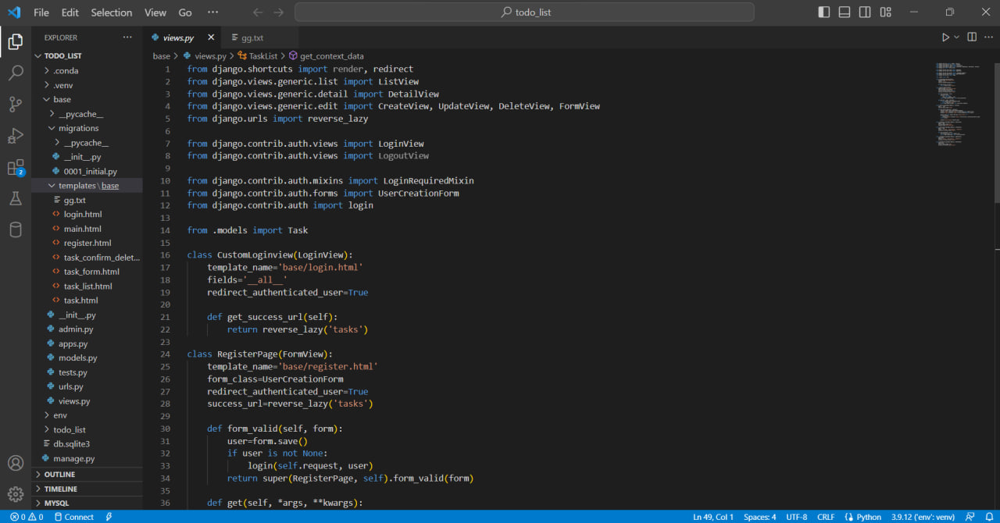 File Edit Selection View Go ··· todo_list
EXPLORER ···
TODO_LIST
.conda
.venv
base
__pycache__
migrations
__pycache__
__init__.py
0001_initial.py
templates\base
gg.txt
login.html
main.html
register.html
task_confirm_delet...
task_form.html
task_list.html
task.html
__init__.py
admin.py
apps.py
models.py
tests.py
urls.py
views.py
env
todo_list
db.sqlite3
manage.py
OUTLINE
TIMELINE
MYSQL
2
views.py gg.txt
base > views.py > TaskList > get_context_data
1 from django.shortcuts import render, redirect
2 from django.views.generic.list import ListView
3 from django.views.generic.detail import DetailView
4 from django.views.generic.edit import CreateView, UpdateView, DeleteView, FormView
5 from django.urls import reverse_lazy
6
7 from django.contrib.auth.views import LoginView
8 from django.contrib.auth.views import LogoutView
9
10 from django.contrib.auth.mixins import LoginRequiredMixin
11 from django.contrib.auth.forms import UserCreationForm
12 from django.contrib.auth import login
13
14 from .models import Task
15
16 class CustomLoginview(LoginView):
17 template_name='base/login.html'
18 fields='__all__'
19 redirect_authenticated_user=True
20
21 def get_success_url(self):
22 return reverse_lazy('tasks')
23
24 class RegisterPage(FormView):
25 template_name='base/register.html'
26 form_class=UserCreationForm
27 redirect_authenticated_user=True
28 success_url=reverse_lazy('tasks')
29
30 def form_valid(self, form):
31 user=form.save()
32 if user is not None:
33 login(self.request, user)
34 return super(RegisterPage, self).form_valid(form)
35
36 def get(self, *args, **kwargs):
0 0 Connect Ln 49, Col 1 Spaces: 4 UTF-8 CRLF Python 3.9.12 ('env': venv)